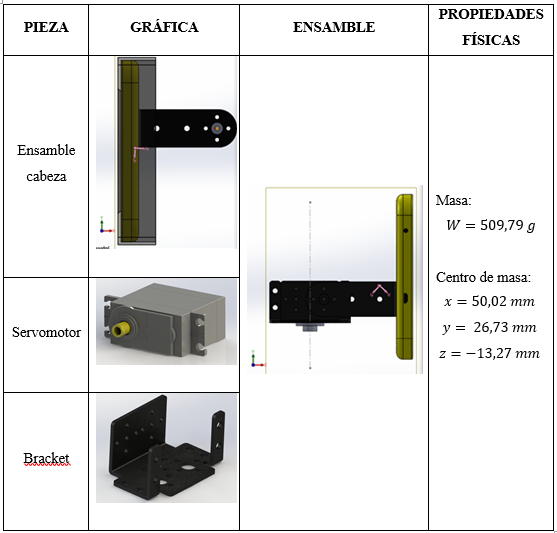 PIEZA
GRÁFICA
ENSAMBLE
PROPIEDADES
FÍSICAS
Ensamble
cabeza
Servomotor
Bracket
Masa:
W = 509,79 g
Centro de masa:
x = 50,02 mm
y = 26,73 mm
z = −13,27 mm